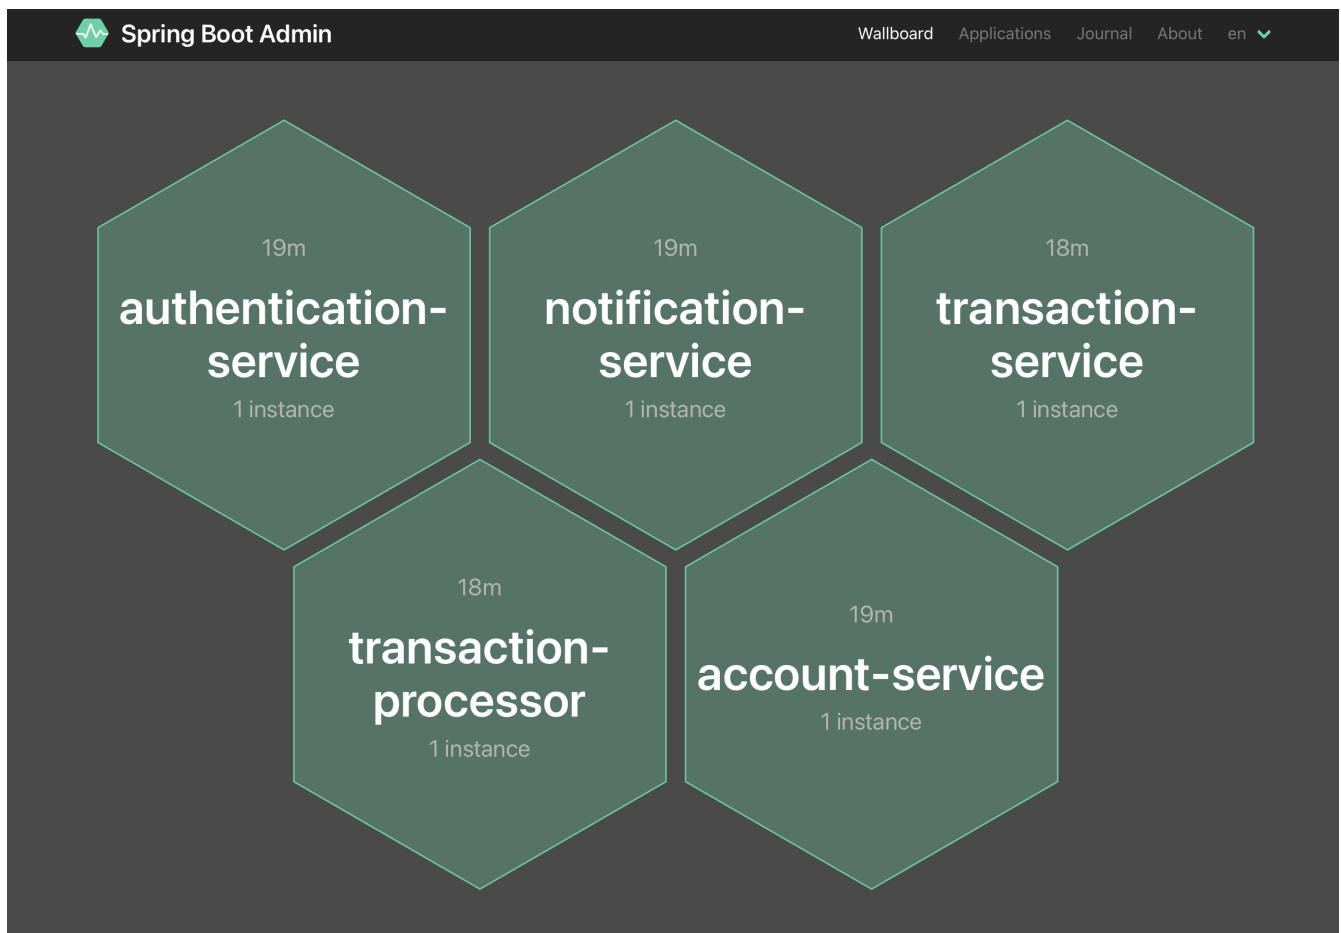 Spring Boot Admin
Wallboard Applications Journal About en
19m
authentication-
service
1 instance
19m
notification-
service
1 instance
18m
transaction-
service
1 instance
18m
transaction-
processor
1 instance
19m
account-service
1 instance